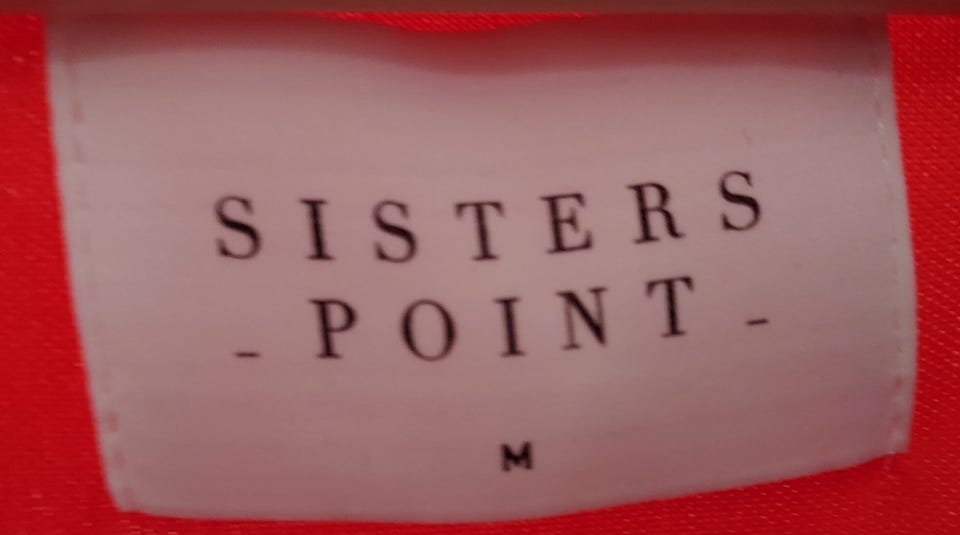 SISTERS
- POINT -
M